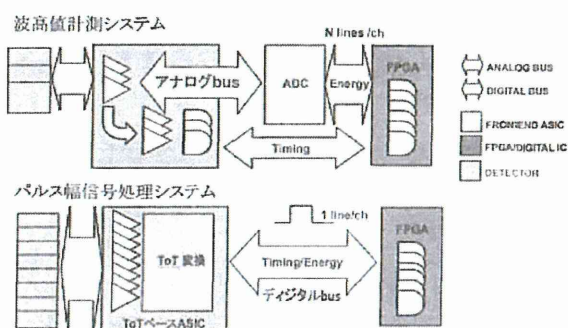 波高値計測システム
N lines /ch
アナログbus
ADC
Energy
FPGA
Timing
ANALOG BUS
DIGITAL BUS
FRONTEND ASIC
FPGA/DIGITAL IC
DETECTOR
パルス幅信号処理システム
1 line/ch
FPGA
ToT 変換
Timing/Energy
ディジタルbus
ToTベースASIC